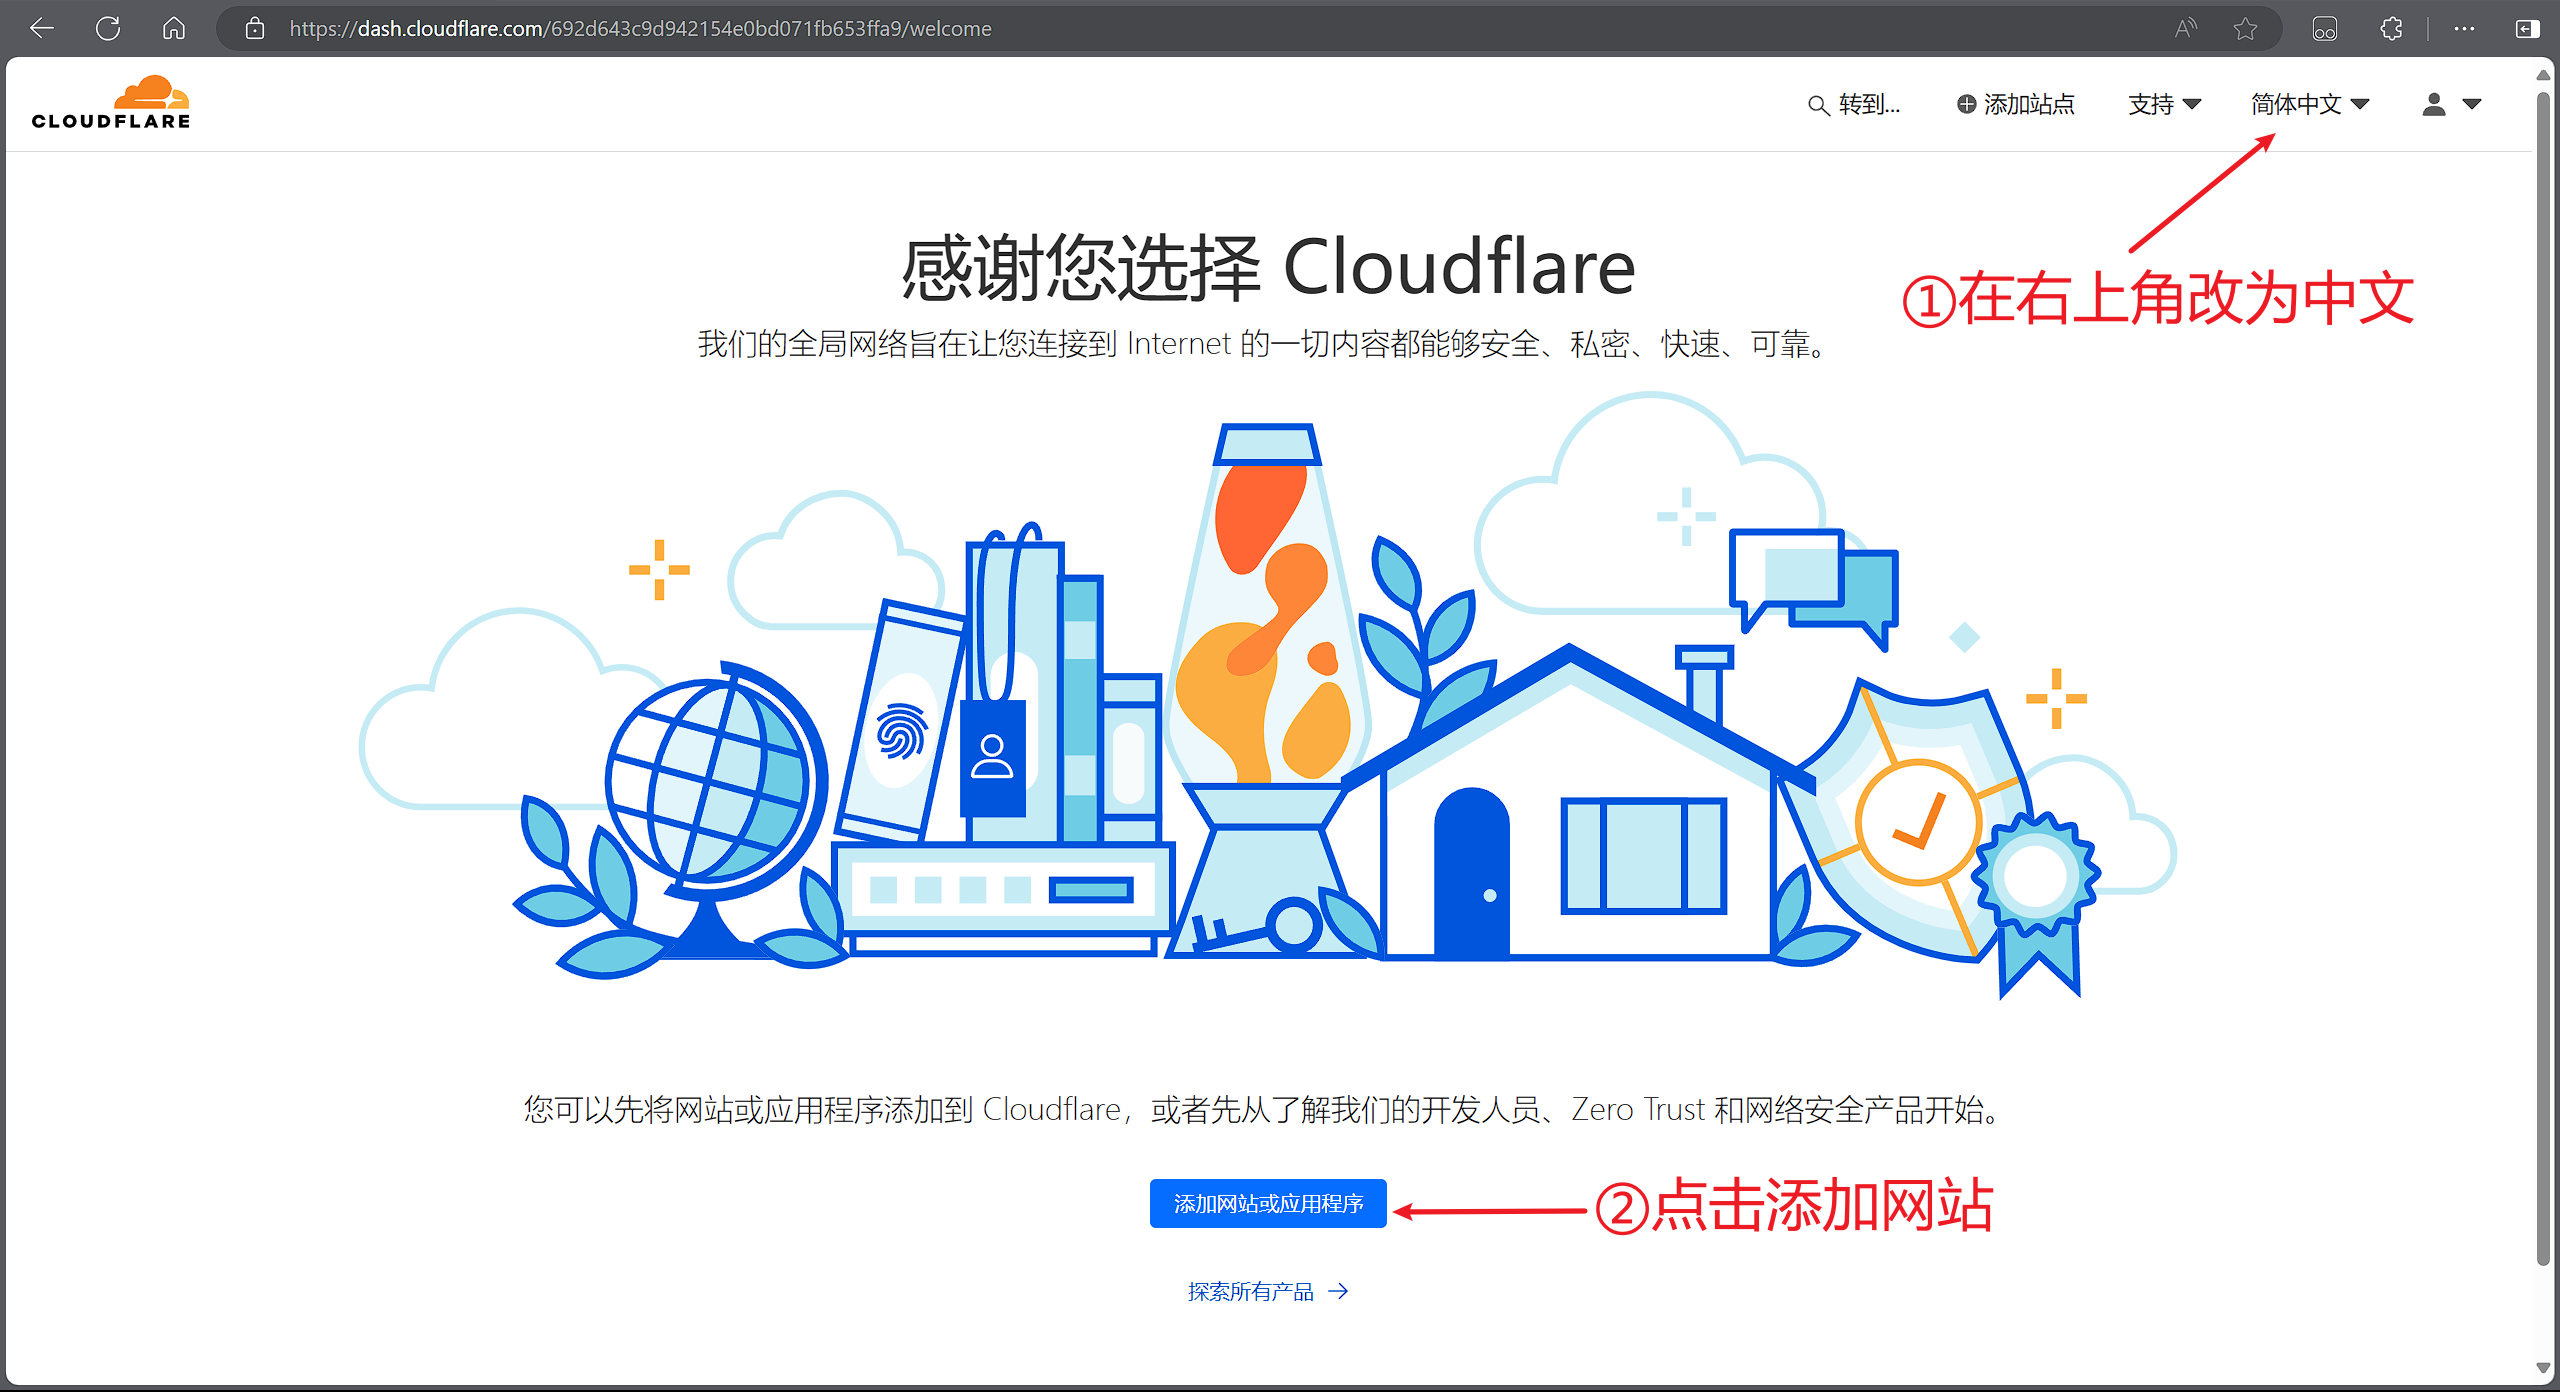 https://dash.cloudflare.com/692d643c9d942154e0bd071fb653ffa9/welcome
CLOUDFLARE
转到...
添加站点
支持
简体中文
①在右上角改为中文
感谢您选择 Cloudflare
我们的全局网络旨在让您连接到 Internet 的一切内容都能够安全、私密、快速、可靠。
您可以先将网站或应用程序添加到 Cloudflare，或者先从了解我们的开发人员、Zero Trust 和网络安全产品开始。
添加网站或应用程序
②点击添加网站
探索所有产品 →